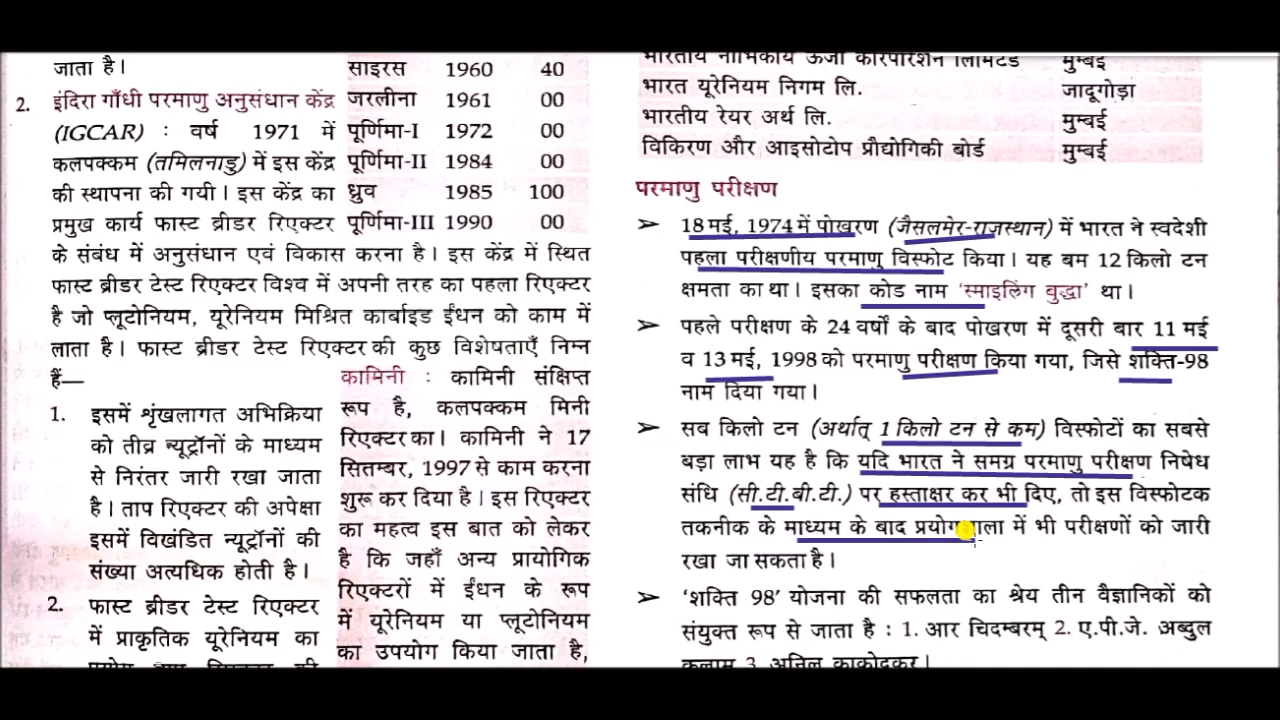 जाता है।
2. इंदिरा गाँधी परमाणु अनुसंधान केंद्र
(IGCAR) : वर्ष 1971 में
कलपक्कम (तमिलनाडु) में इस केंद्र
की स्थापना की गयी। इस केंद्र का
प्रमुख कार्य फास्ट ब्रीडर रिएक्टर
साइरस 1960 40
जरलीना 1961 00
पूर्णिमा-I 1972 00
पूर्णिमा-II 1984 00
ध्रुव 1985 100
पूर्णिमा-III 1990 00
के संबंध में अनुसंधान एवं विकास करना है। इस केंद्र में स्थित
फास्ट ब्रीडर टेस्ट रिएक्टर विश्व में अपनी तरह का पहला रिएक्टर
है जो प्लूटोनियम, यूरेनियम मिश्रित कार्बाइड ईंधन को काम में
लाता है। फास्ट ब्रीडर टेस्ट रिएक्टर की कुछ विशेषताएँ निम्न
हैं—
1. इसमें शृंखलागत अभिक्रिया
को तीव्र न्यूट्रॉनों के माध्यम
से निरंतर जारी रखा जाता
है। ताप रिएक्टर की अपेक्षा
इसमें विखंडित न्यूट्रॉनों की
संख्या अत्यधिक होती है।
2. फास्ट ब्रीडर टेस्ट रिएक्टर
में प्राकृतिक यूरेनियम का
कामिनी : कामिनी संक्षिप्त
रूप है, कलपक्कम मिनी
रिएक्टर का। कामिनी ने 17
सितम्बर, 1997 से काम करना
शुरू कर दिया है। इस रिएक्टर
का महत्व इस बात को लेकर
है कि जहाँ अन्य प्रायोगिक
रिएक्टरों में ईंधन के रूप
में यूरेनियम या प्लूटोनियम
का उपयोग किया जाता है,
भारतीय नाभिकीय ऊर्जा कॉरपोरेशन लिमिटेड मुम्बई
भारत यूरेनियम निगम लि. जादूगोड़ा
भारतीय रेयर अर्थ लि. मुम्बई
विकिरण और आइसोटोप प्रौद्योगिकी बोर्ड मुम्बई
परमाणु परीक्षण
➢ 18 मई, 1974 में पोखरण (जैसलमेर-राजस्थान) में भारत ने स्वदेशी
पहला परीक्षणीय परमाणु विस्फोट किया। यह बम 12 किलो टन
क्षमता का था। इसका कोड नाम ‘स्माइलिंग बुद्धा’ था।
➢ पहले परीक्षण के 24 वर्षों के बाद पोखरण में दूसरी बार 11 मई
व 13 मई, 1998 को परमाणु परीक्षण किया गया, जिसे शक्ति-98
नाम दिया गया।
➢ सब किलो टन (अर्थात् 1 किलो टन से कम) विस्फोटों का सबसे
बड़ा लाभ यह है कि यदि भारत ने समग्र परमाणु परीक्षण निषेध
संधि (सी.टी.बी.टी.) पर हस्ताक्षर कर भी दिए, तो इस विस्फोटक
तकनीक के माध्यम के बाद प्रयोगशाला में भी परीक्षणों को जारी
रखा जा सकता है।
➢ ‘शक्ति 98’ योजना की सफलता का श्रेय तीन वैज्ञानिकों को
संयुक्त रूप से जाता है : 1. आर चिदम्बरम् 2. ए.पी.जे. अब्दुल
कलाम 3. अनिल काकोदकर।